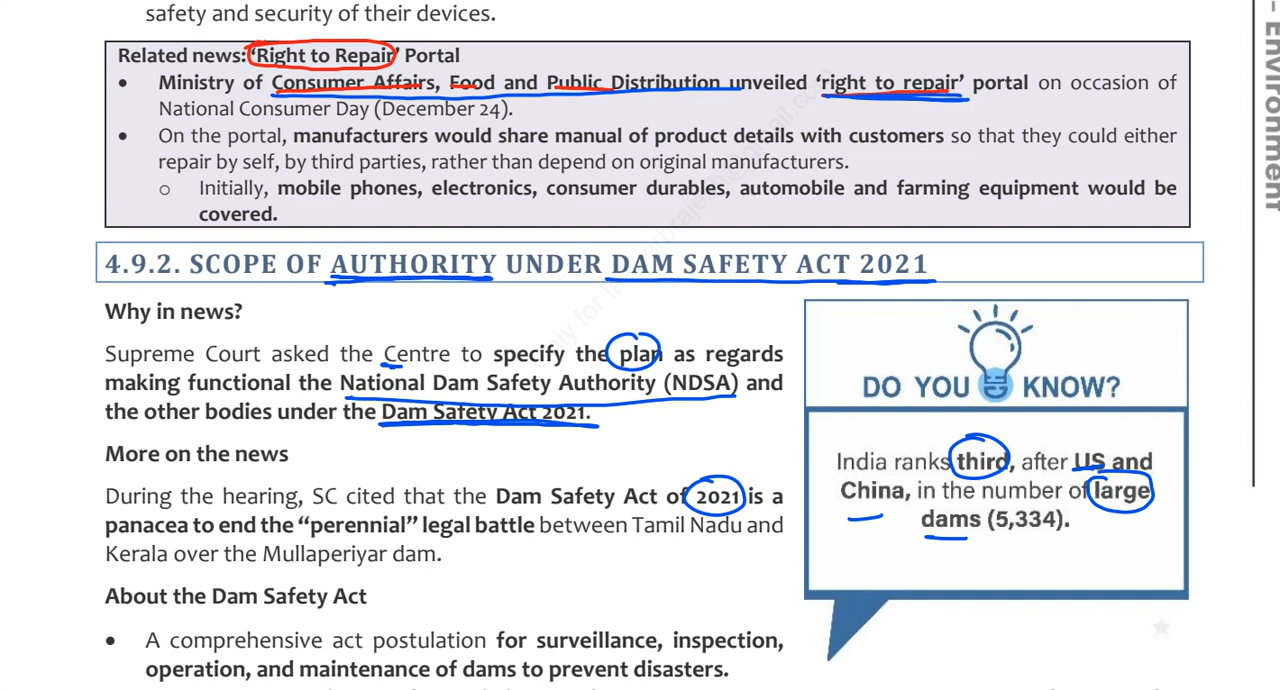 safety and security of their devices.
Related news: 'Right to Repair' Portal
• Ministry of Consumer Affairs, Food and Public Distribution unveiled 'right to repair' portal on occasion of
National Consumer Day (December 24).
• On the portal, manufacturers would share manual of product details with customers so that they could either
repair by self, by third parties, rather than depend on original manufacturers.
o Initially, mobile phones, electronics, consumer durables, automobile and farming equipment would be
covered.
4.9.2. SCOPE OF AUTHORITY UNDER DAM SAFETY ACT 2021
Why in news?
Supreme Court asked the Centre to specify the plan as regards
making functional the National Dam Safety Authority (NDSA) and
the other bodies under the Dam Safety Act 2021.
More on the news
During the hearing, SC cited that the Dam Safety Act of 2021 is a
panacea to end the "perennial" legal battle between Tamil Nadu and
Kerala over the Mullaperiyar dam.
About the Dam Safety Act
• A comprehensive act postulation for surveillance, inspection,
operation, and maintenance of dams to prevent disasters.
DO YOU KNOW?
India ranks third, after US and
China, in the number of large
dams (5,334).
– Environment